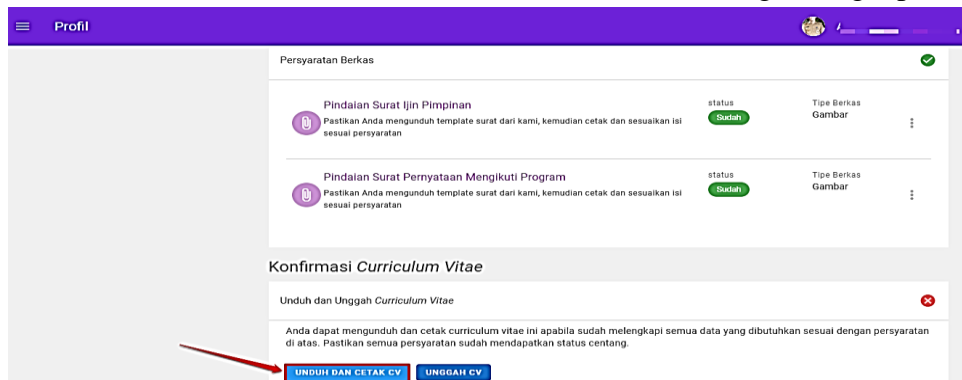 Profil
Persyaratan Berkas
Pindaian Surat Ijin Pimpinan
Pastikan Anda mengunduh template surat dari kami, kemudian cetak dan sesuaikan isi
sesuai persyaratan
status
Sudah
Tipe Berkas
Gambar
Pindaian Surat Pernyataan Mengikuti Program
Pastikan Anda mengunduh template surat dari kami, kemudian cetak dan sesuaikan isi
sesuai persyaratan
status
Sudah
Tipe Berkas
Gambar
Konfirmasi Curriculum Vitae
Unduh dan Unggah Curriculum Vitae
Anda dapat mengunduh dan cetak curriculum vitae ini apabila sudah melengkapi semua data yang dibutuhkan sesuai dengan persyaratan
di atas. Pastikan semua persyaratan sudah mendapatkan status centang.
UNDUH DAN CETAK CV
UNGGAH CV